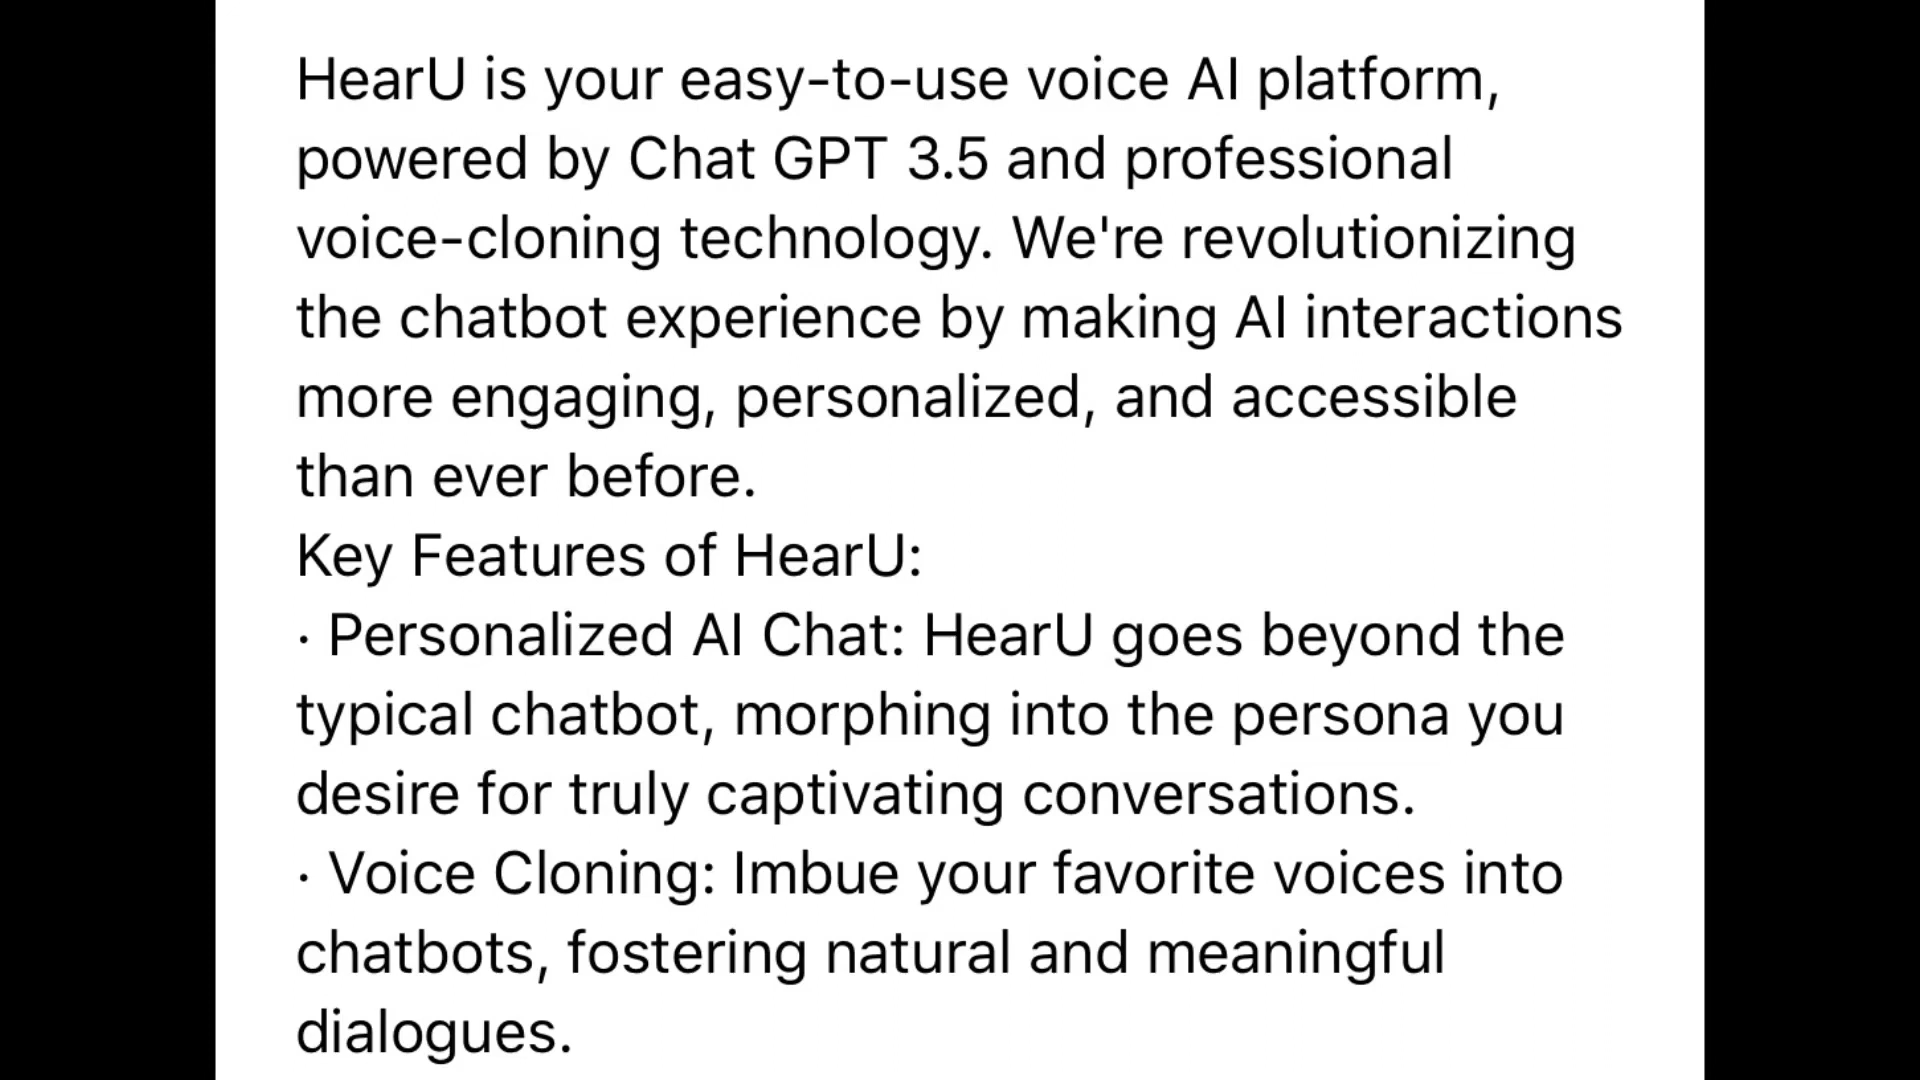 HearU is your easy-to-use voice AI platform,
powered by Chat GPT 3.5 and professional
voice-cloning technology. We're revolutionizing
the chatbot experience by making AI interactions
more engaging, personalized, and accessible
than ever before.
Key Features of HearU:
· Personalized AI Chat: HearU goes beyond the
typical chatbot, morphing into the persona you
desire for truly captivating conversations.
· Voice Cloning: Imbue your favorite voices into
chatbots, fostering natural and meaningful
dialogues.